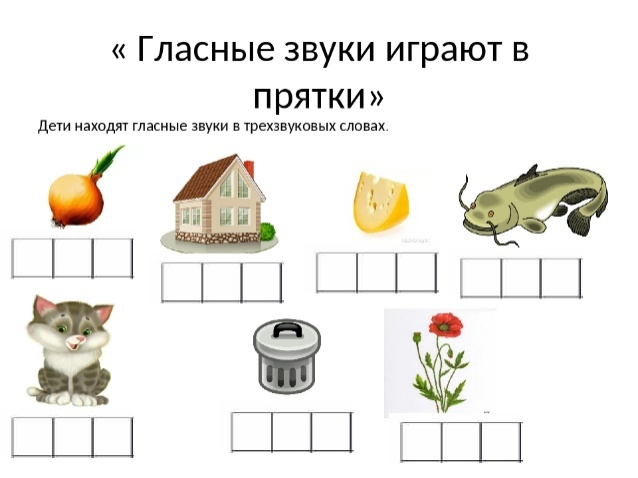 « Гласные звуки играют в
прятки»
Дети находят гласные звуки в трехзвуковых словах.